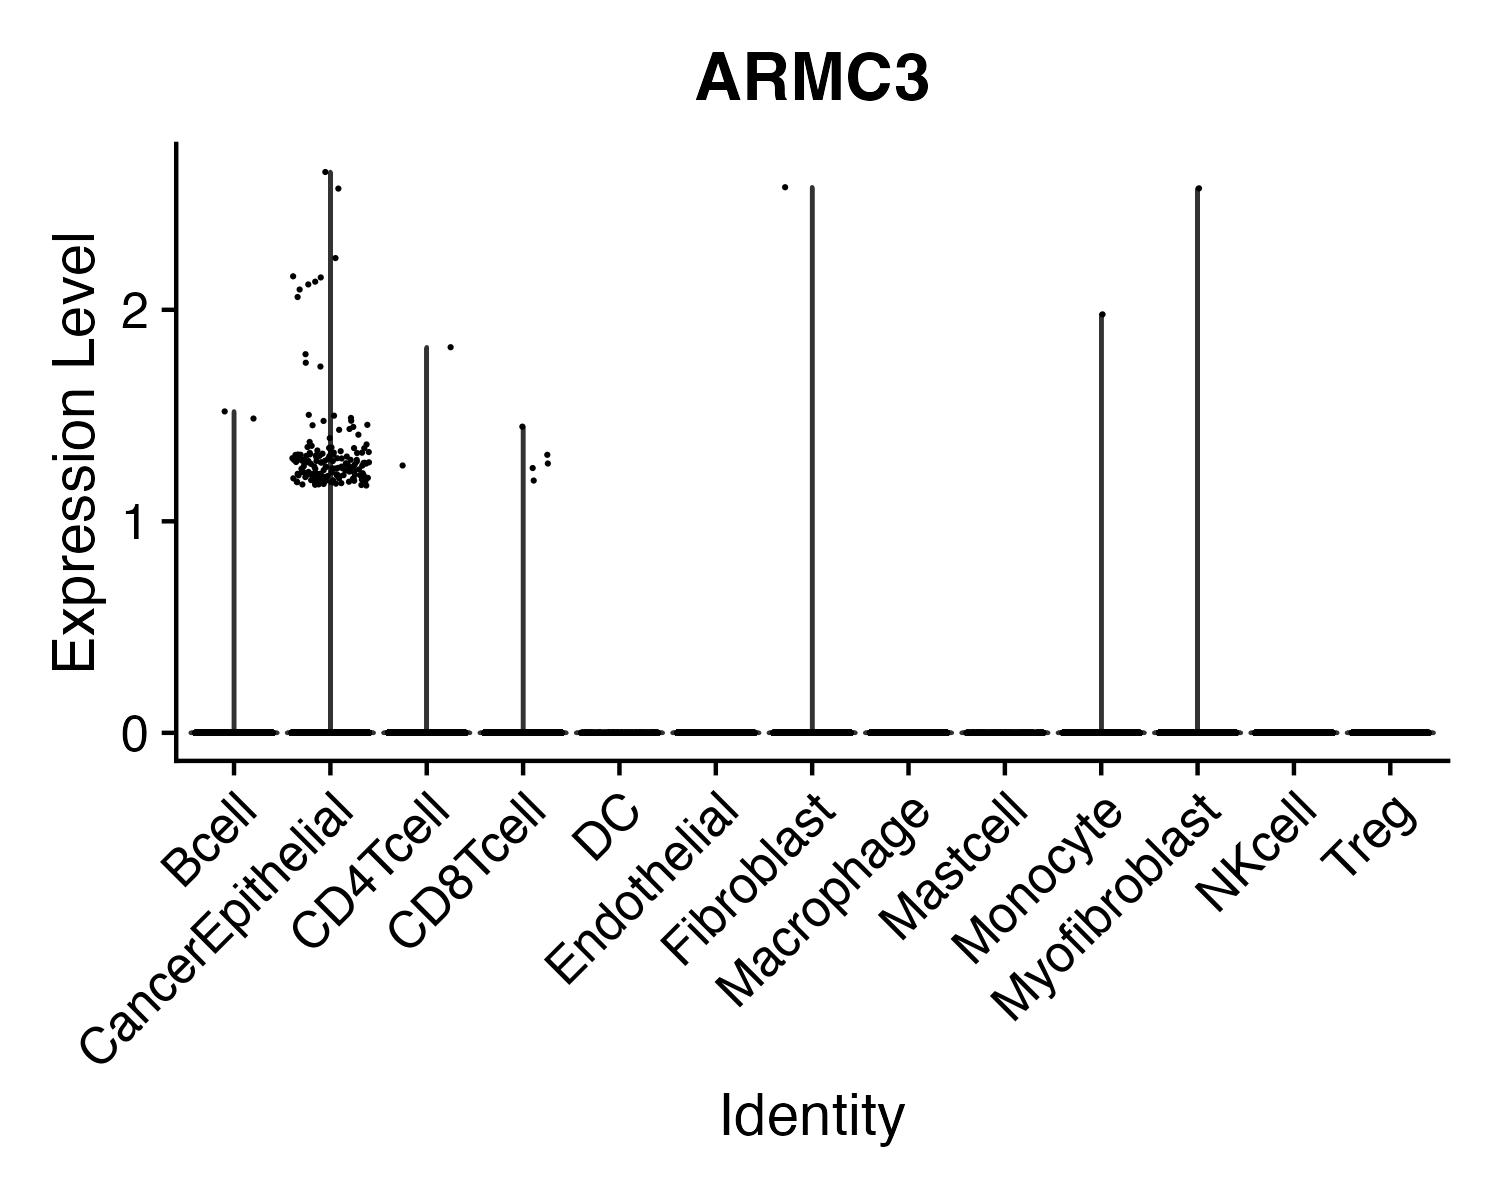 ARMC3
Expression Level
2
1
0
Bcell
CancerEpithelial
CD4Tcell
CD8Tcell
DC
Endothelial
Fibroblast
Macrophage
Mastcell
Monocyte
Myofibroblast
NKcell
Treg
Identity